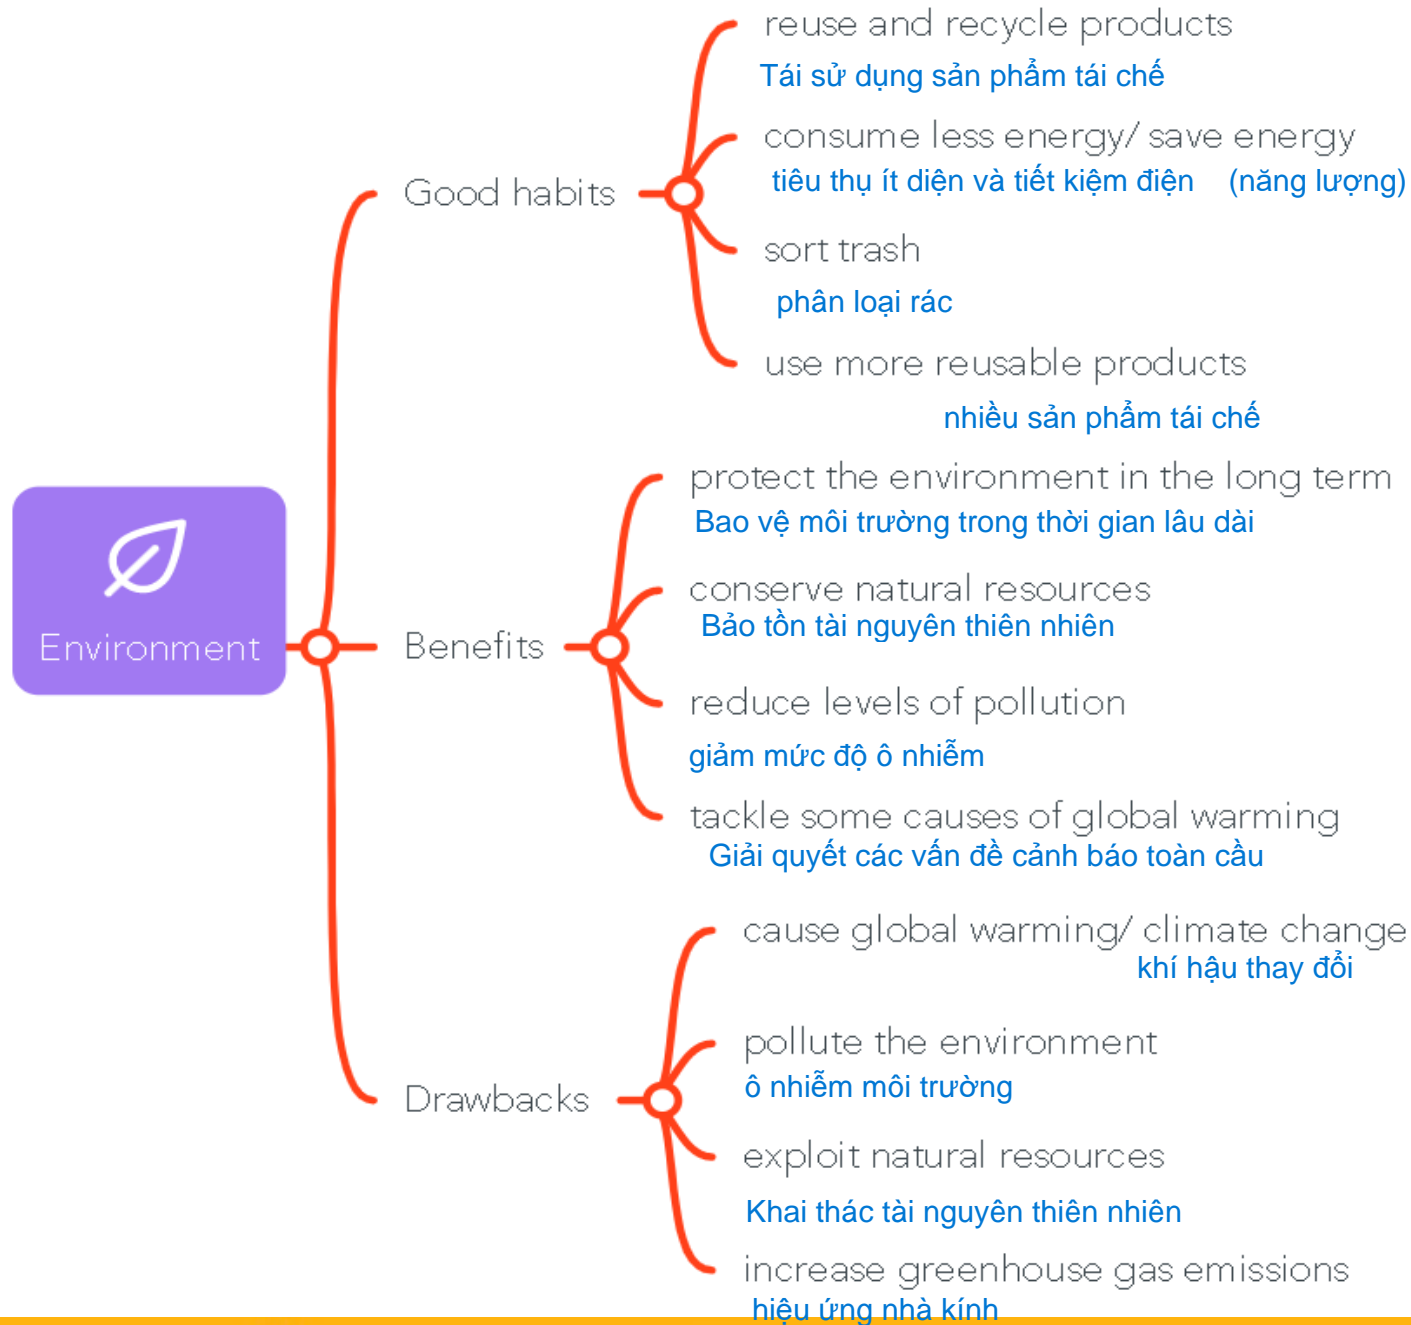 reuse and recycle products
Tái sử dụng sản phẩm tái chế
consume less energy/ save energy
tiêu thụ ít diện và tiết kiệm điện (năng lượng)
Good habits
sort trash
phân loại rác
use more reusable products
nhiều sản phẩm tái chế
protect the environment in the long term
Bao vệ môi trường trong thời gian lâu dài
conserve natural resources
Bảo tồn tài nguyên thiên nhiên
Environment
Benefits
reduce levels of pollution
giảm mức độ ô nhiễm
tackle some causes of global warming
Giải quyết các vấn đề cảnh báo toàn cầu
cause global warming/ climate change
khí hậu thay đổi
pollute the environment
ô nhiễm môi trường
Drawbacks
exploit natural resources
Khai thác tài nguyên thiên nhiên
increase greenhouse gas emissions
hiệu ứng nhà kính